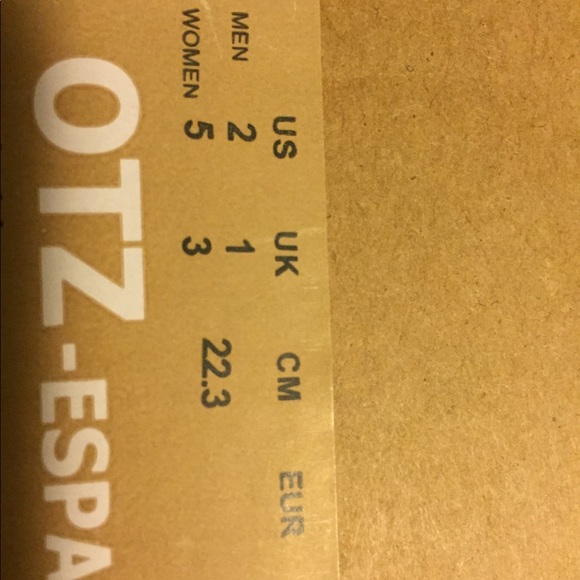 US UK CM EUR
MEN 2 1
22.3
WOMEN 5 3
OTZ-ESPA